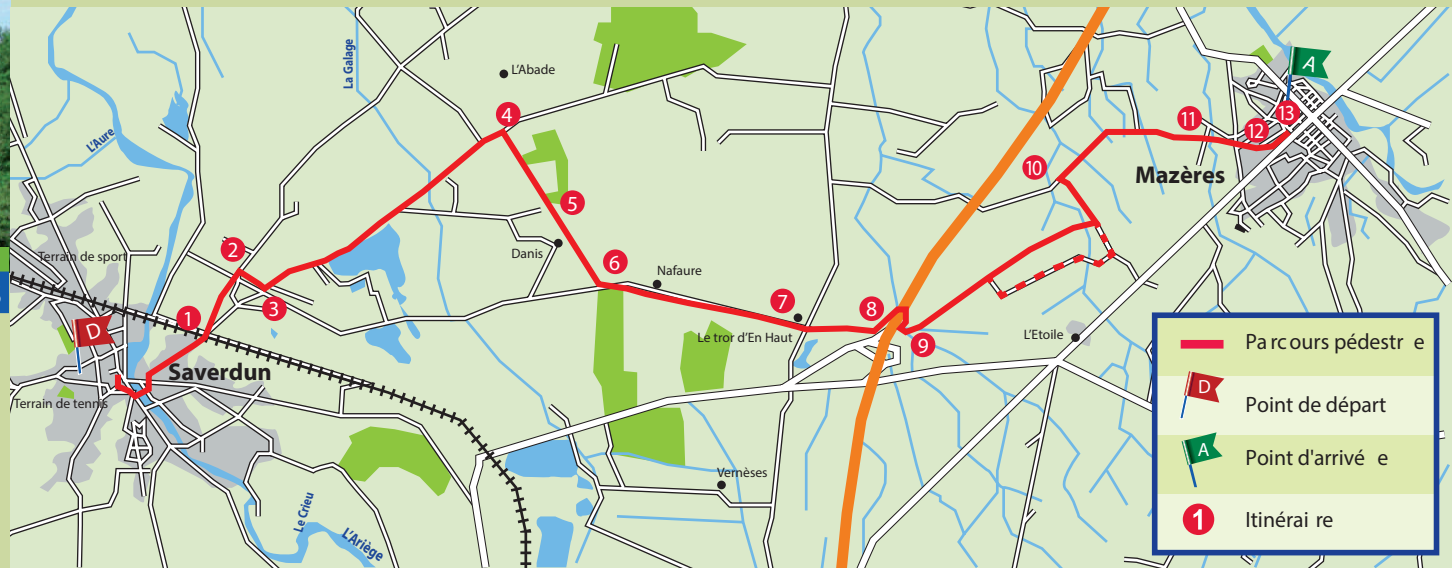 L'Abade
La Galage
L'Aure
4
A
13
11
12
10
Mazères
5
2
Danis
Terrain de sport
6
Nafaure
3
1
7
8
D
Le tror d'En Haut
9
L'Etoile
Saverdun
Terrain de tennis
Vernèses
Le Crieu
L'Ariège
Pa rc ours pédestr e
D
Point de départ
A
Point d'arrivé e
1
Itinérai re